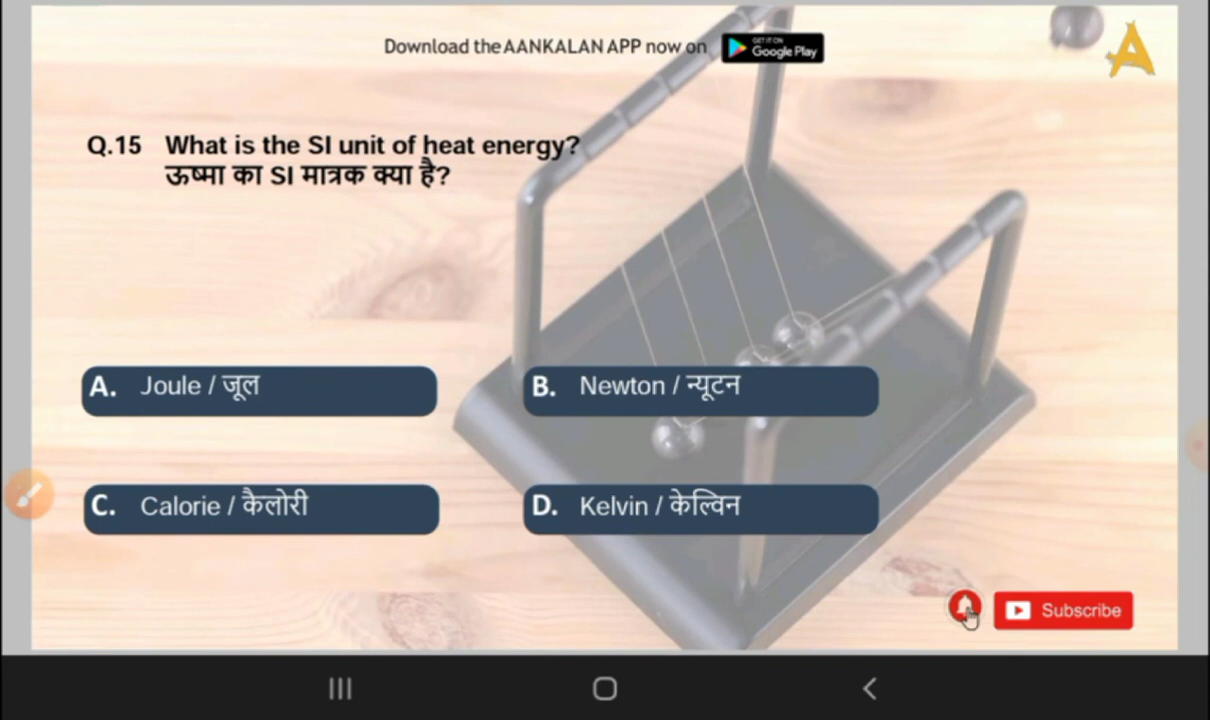 Download the AANKALAN APP now on GET IT ON Google Play
A
Q.15 What is the SI unit of heat energy?
ऊष्मा का SI मात्रक क्या है?
A. Joule / जूल
B. Newton / न्यूटन
C. Calorie / कैलोरी
D. Kelvin / केल्विन
Subscribe